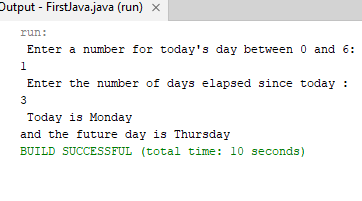 Output - FirstJava.java (run)
run:
Enter a number for today's day between 0 and 6:
1
Enter the number of days elapsed since today :
3
Today is Monday
and the future day is Thursday
BUILD SUCCESSFUL (total time: 10 seconds)